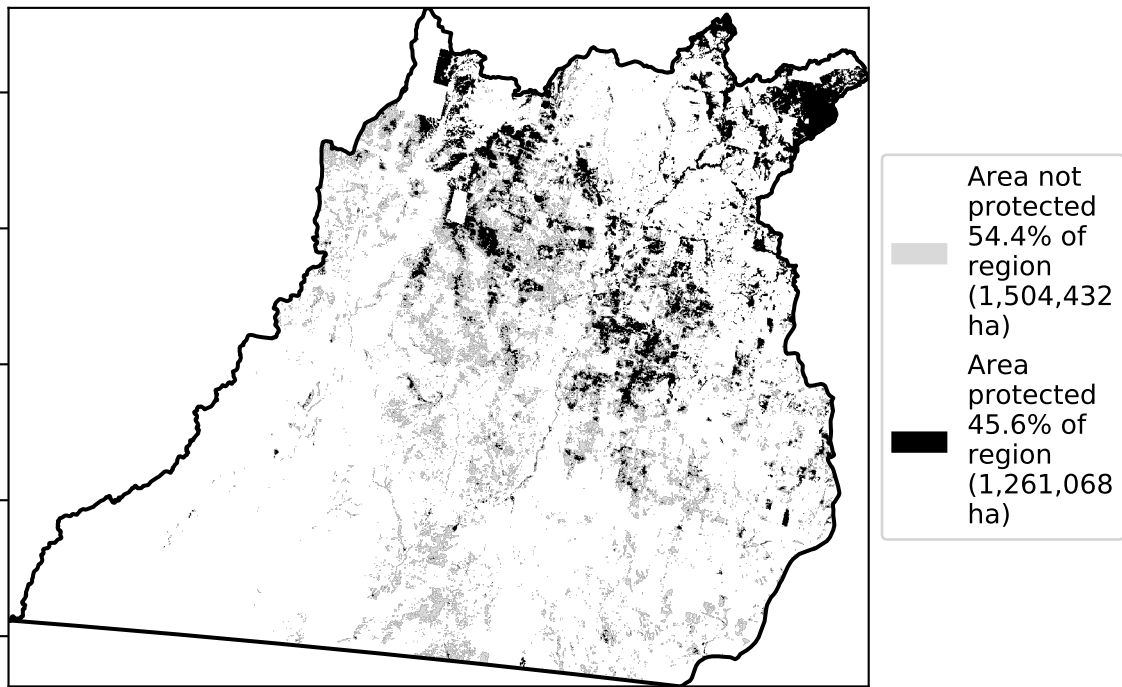 Area not
protected
54.4% of
region
(1,504,432
ha)
Area
protected
45.6% of
region
(1,261,068
ha)